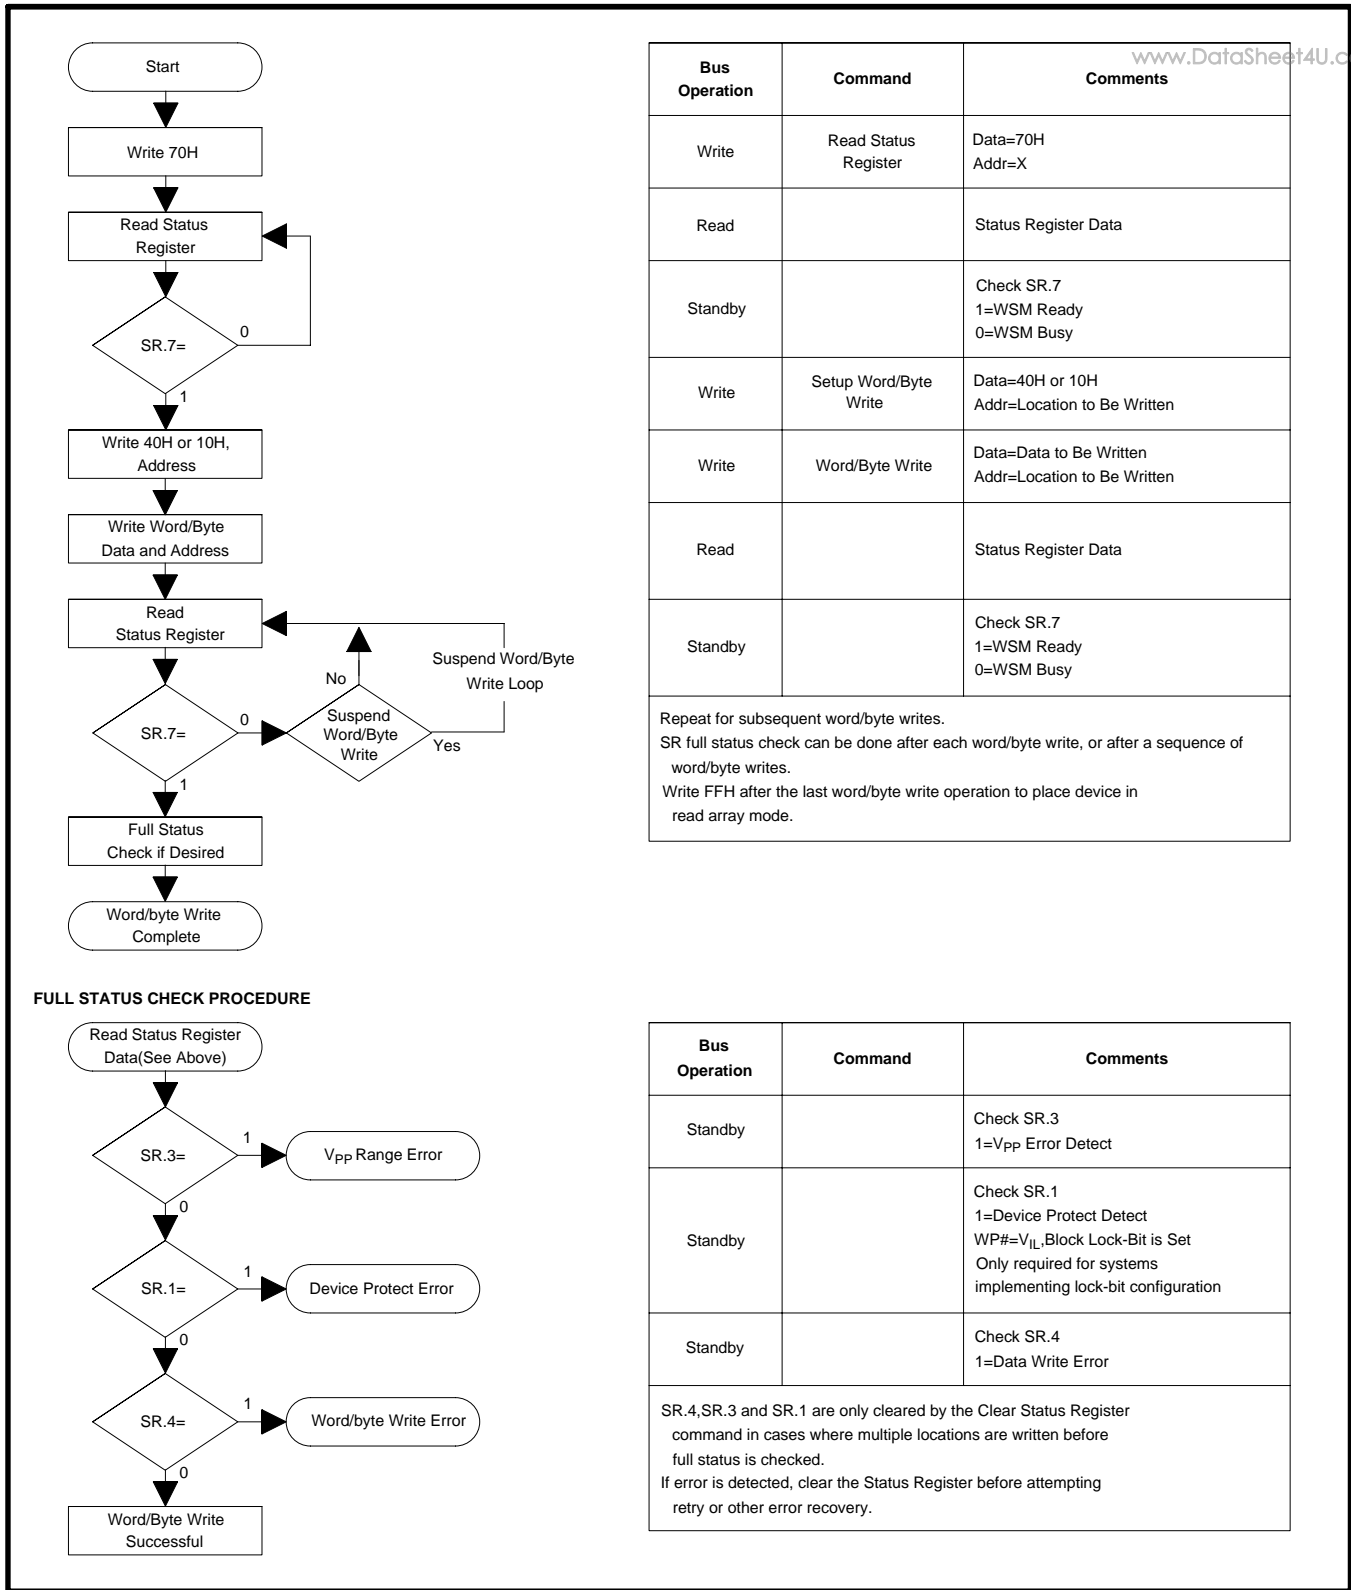 www.DataSheet4U.co
Start
Write 70H
Read Status
Register
SR.7=
0
1
Write 40H or 10H,
Address
Write Word/Byte
Data and Address
Read
Status Register
SR.7=
0
1
Suspend
Word/Byte
Write
No
Yes
Suspend Word/Byte
Write Loop
Full Status
Check if Desired
Word/byte Write
Complete
Bus
Operation
Command
Comments
Write
Read Status
Register
Data=70H
Addr=X
Read
Status Register Data
Standby
Check SR.7
1=WSM Ready
0=WSM Busy
Write
Setup Word/Byte
Write
Data=40H or 10H
Addr=Location to Be Written
Write
Word/Byte Write
Data=Data to Be Written
Addr=Location to Be Written
Read
Status Register Data
Standby
Check SR.7
1=WSM Ready
0=WSM Busy
Repeat for subsequent word/byte writes.
SR full status check can be done after each word/byte write, or after a sequence of
word/byte writes.
Write FFH after the last word/byte write operation to place device in
read array mode.
FULL STATUS CHECK PROCEDURE
Read Status Register
Data(See Above)
SR.3=
1
VPP Range Error
0
SR.1=
1
Device Protect Error
0
SR.4=
1
Word/byte Write Error
0
Word/Byte Write
Successful
Bus
Operation
Command
Comments
Standby
Check SR.3
1=VPP Error Detect
Standby
Check SR.1
1=Device Protect Detect
WP#=VIL,Block Lock-Bit is Set
Only required for systems
implementing lock-bit configuration
Standby
Check SR.4
1=Data Write Error
SR.4,SR.3 and SR.1 are only cleared by the Clear Status Register
command in cases where multiple locations are written before
full status is checked.
If error is detected, clear the Status Register before attempting
retry or other error recovery.